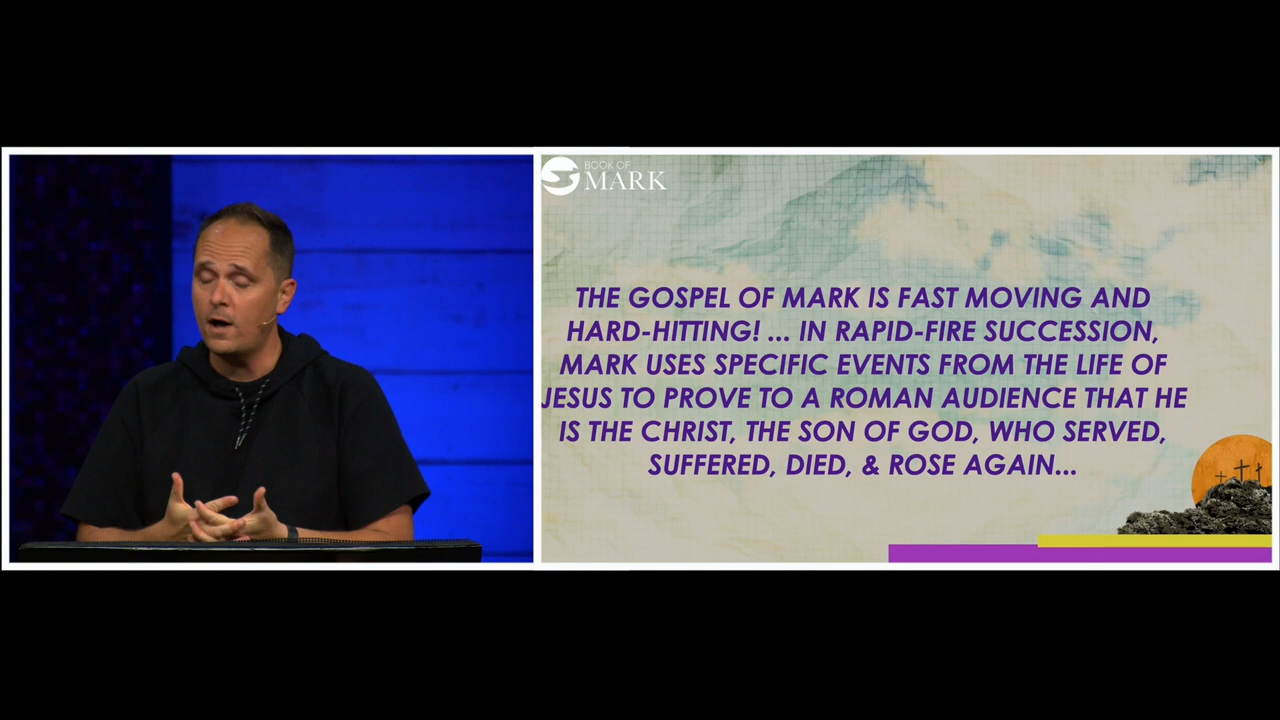 BOOK OF
MARK
THE GOSPEL OF MARK IS FAST MOVING AND
HARD-HITTING! ... IN RAPID-FIRE SUCCESSION,
MARK USES SPECIFIC EVENTS FROM THE LIFE OF
JESUS TO PROVE TO A ROMAN AUDIENCE THAT HE
IS THE CHRIST, THE SON OF GOD, WHO SERVED,
SUFFERED, DIED, & ROSE AGAIN...